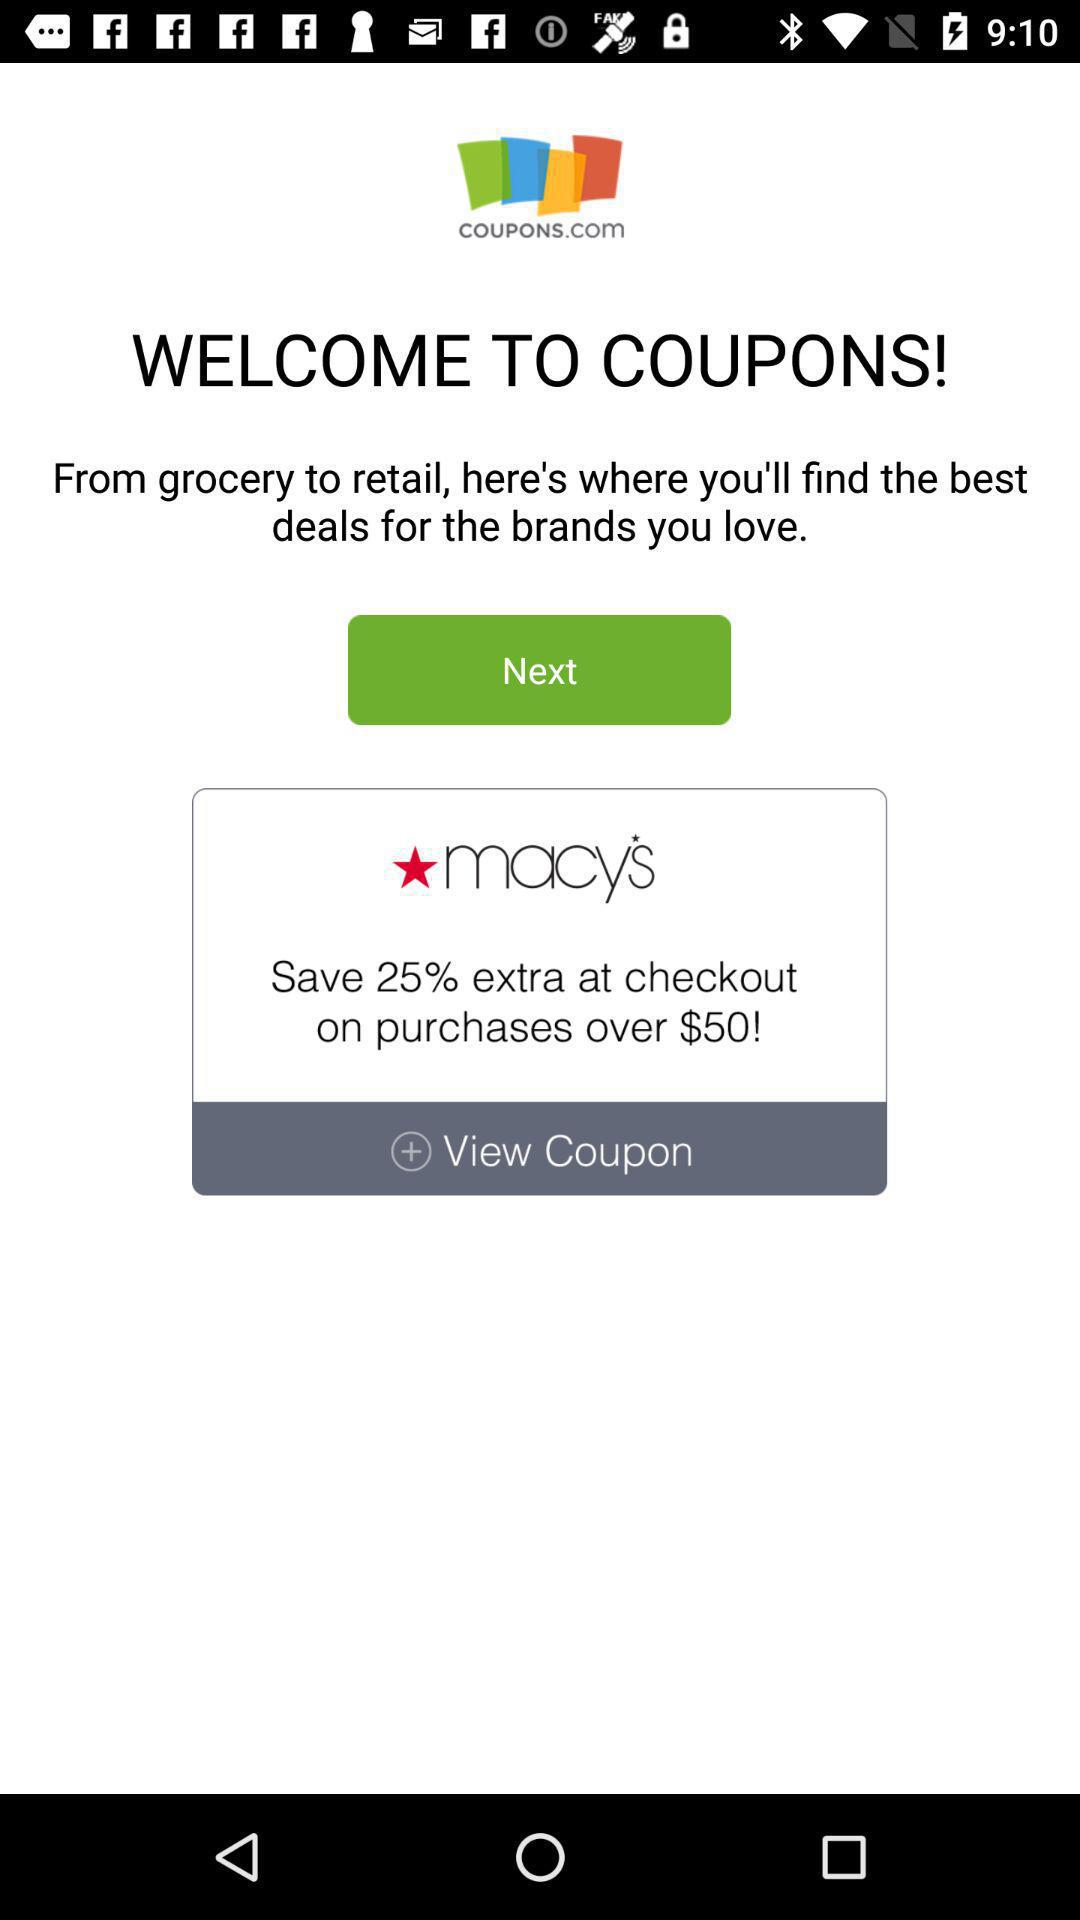 FAKE
9:10
COUPONS.com
WELCOME TO COUPONS!
From grocery to retail, here's where you'll find the best
deals for the brands you love.
Next
macy's
Save 25% extra at checkout
on purchases over $50!
View Coupon